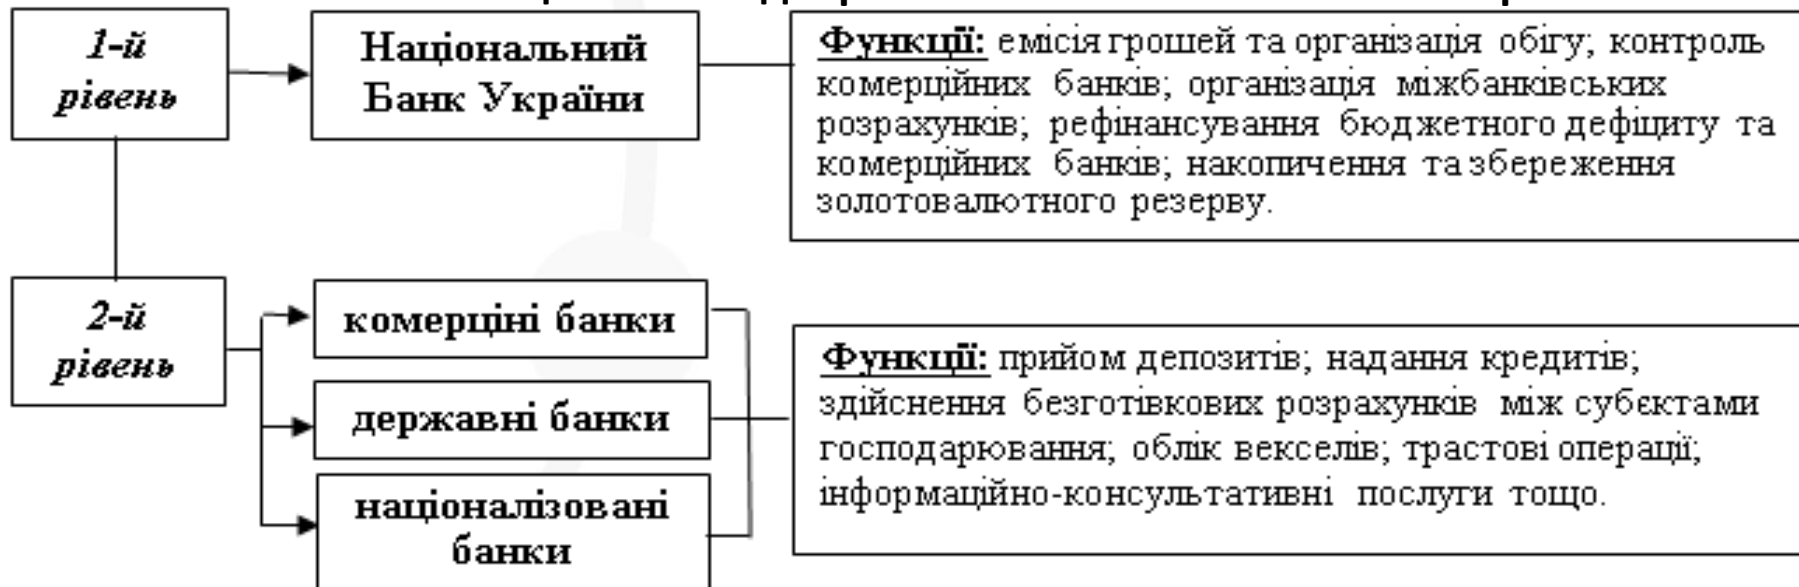 1-й
рівень
Національний
Банк України
Функції: емісія грошей та організація обігу; контроль
комерційних банків; організація міжбанківських
розрахунків; рефінансування бюджетного дефіциту та
комерційних банків; накопичення та збереження
золотовалютного резерву.
2-й
рівень
комерціні банки
державні банки
націоналізовані
банки
Функції: прийом депозитів; надання кредитів;
здійснення безготівкових розрахунків між субєктами
господарювання; облік векселів; трастові операції;
інформаційно-консультативні послуги тощо.